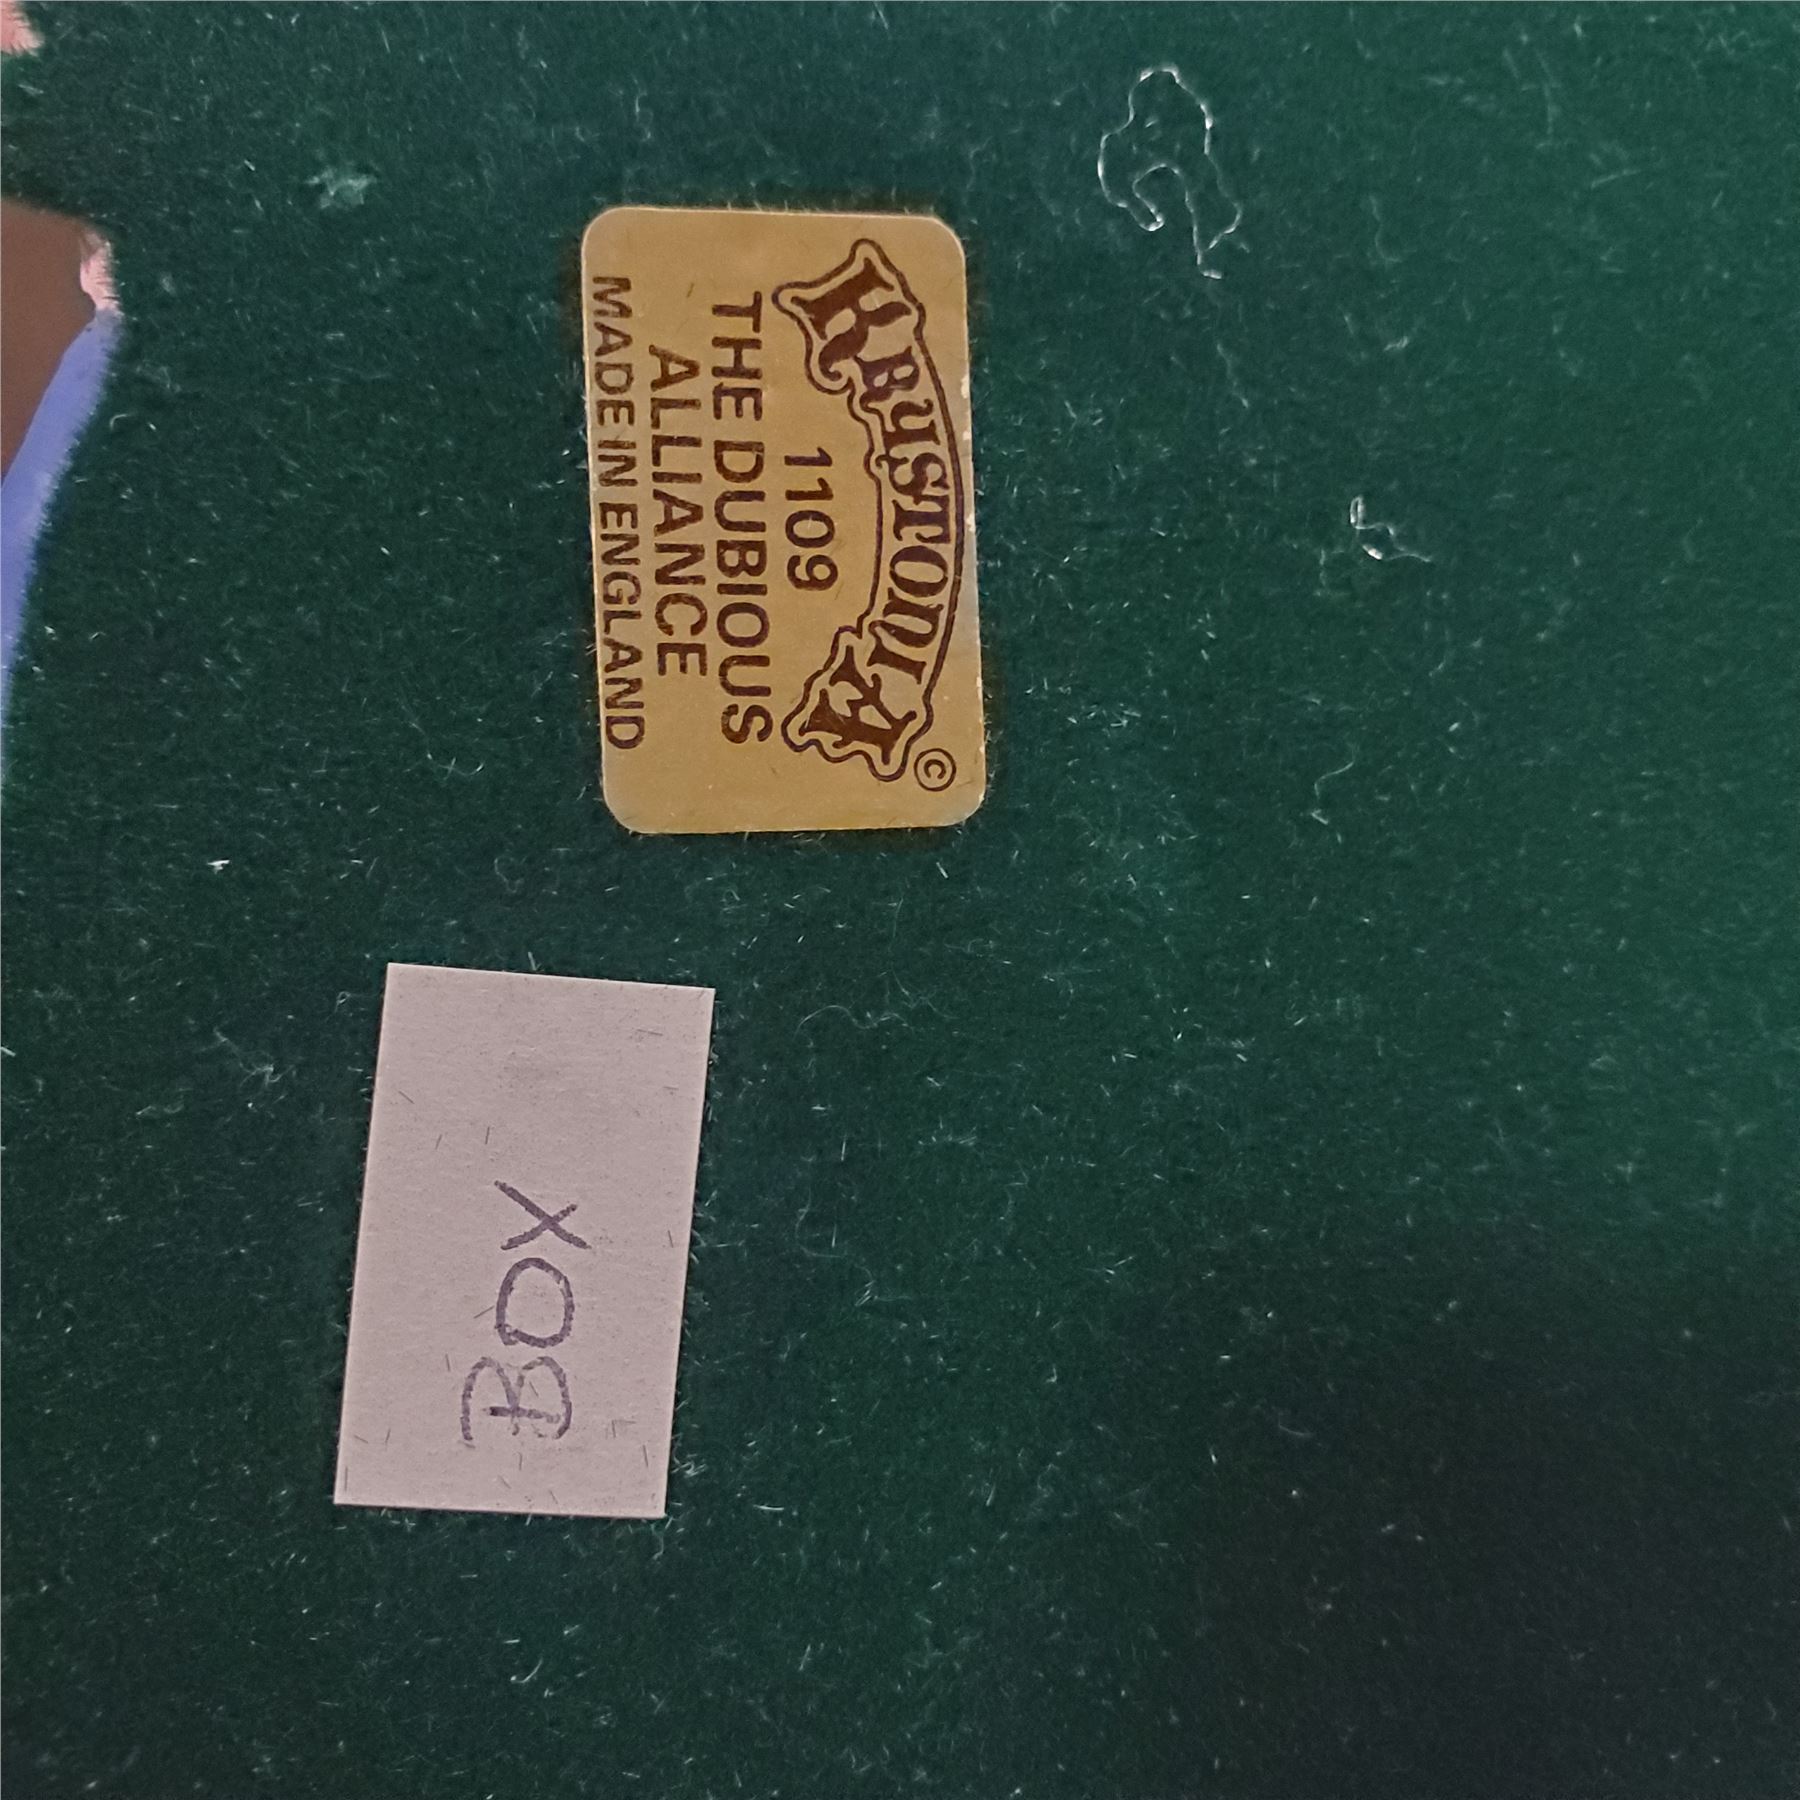 KRYSTONIA ©
1109
THE DUBIOUS
ALLIANCE
MADE IN ENGLAND
BOX